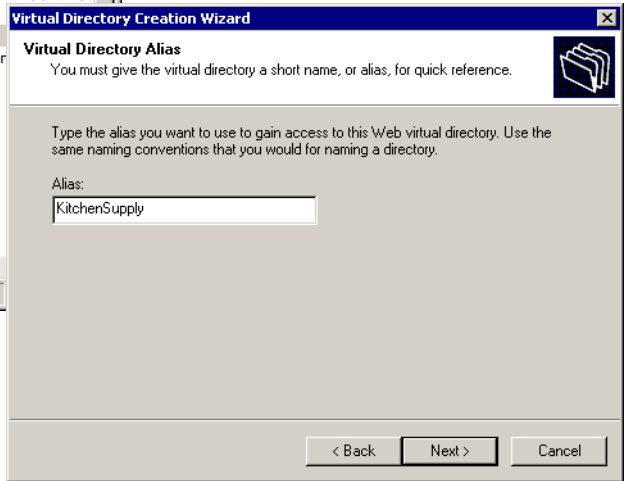 Virtual Directory Creation Wizard
Virtual Directory Alias
You must give the virtual directory a short name, or alias, for quick reference.
Type the alias you want to use to gain access to this Web virtual directory. Use the
same naming conventions that you would for naming a directory.
Alias:
KitchenSupply
< Back
Next >
Cancel